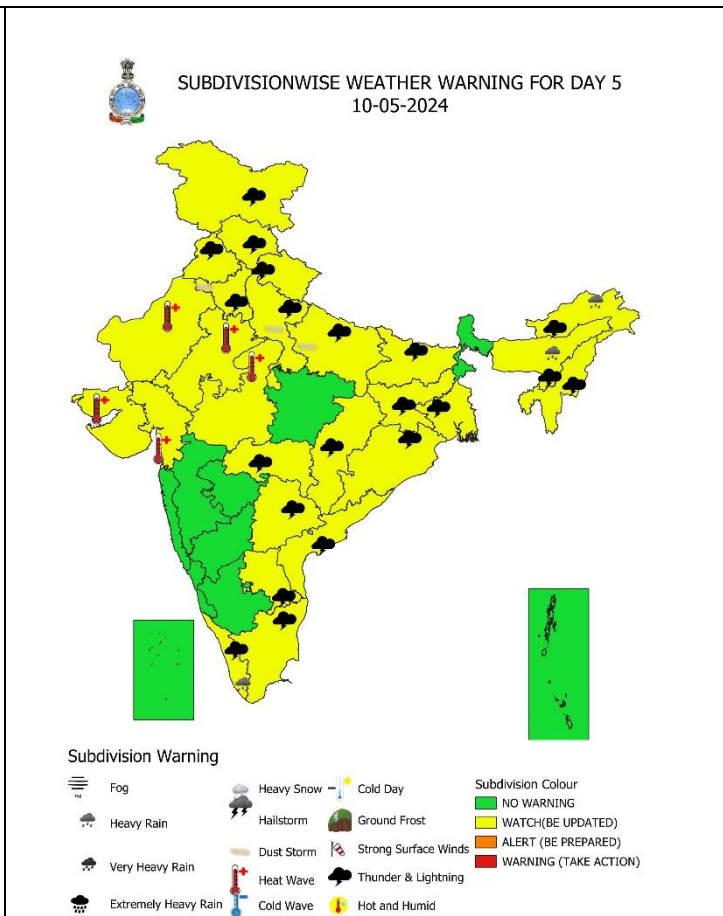 SUBDIVISIONWISE WEATHER WARNING FOR DAY 5
10-05-2024
Subdivision Warning
Fog
Heavy Rain
Very Heavy Rain
Extremely Heavy Rain
Heavy Snow
Hailstorm
Dust Storm
Heat Wave
Cold Wave
Cold Day
Ground Frost
Strong Surface Winds
Thunder & Lightning
Hot and Humid
Subdivision Colour
NO WARNING
WATCH(BE UPDATED)
ALERT (BE PREPARED)
WARNING (TAKE ACTION)